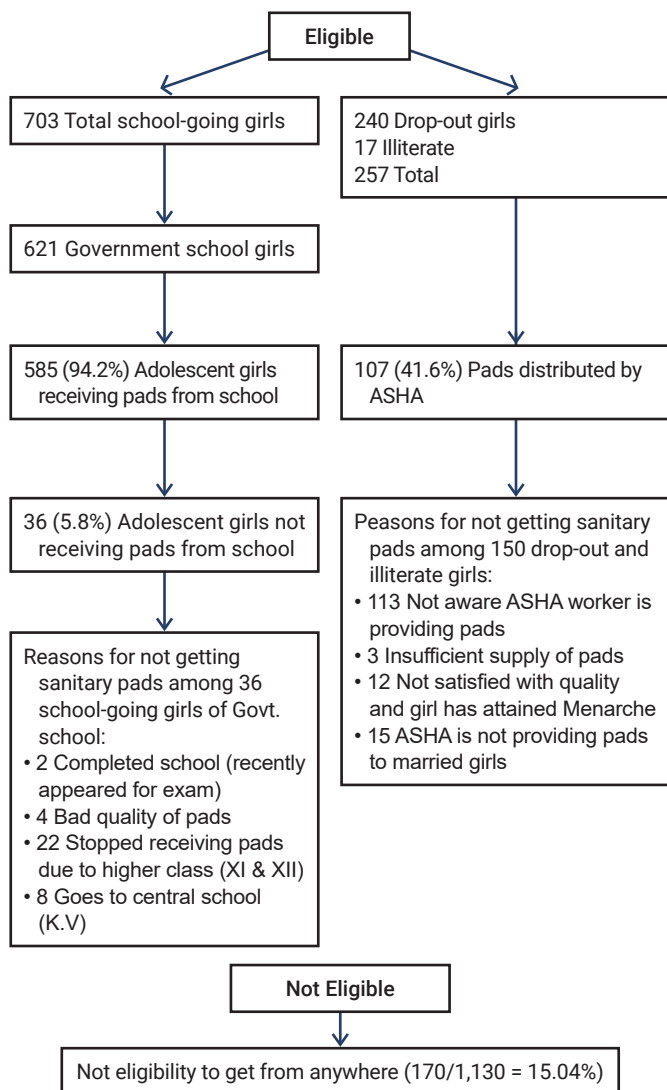 Eligible
703 Total school-going girls
240 Drop-out girls
17 Illiterate
257 Total
621 Government school girls
585 (94.2%) Adolescent girls
receiving pads from school
107 (41.6%) Pads distributed by
ASHA
36 (5.8%) Adolescent girls not
receiving pads from school
Peasons for not getting
sanitary pads among 150 drop-out and
illiterate girls:
• 113 Not aware ASHA worker is
providing pads
• 3 Insufficient supply of pads
• 12 Not satisfied with quality
and girl has attained Menarche
• 15 ASHA is not providing pads
to married girls
Reasons for not getting
sanitary pads among 36
school-going girls of Govt.
school:
• 2 Completed school (recently
appeared for exam)
• 4 Bad quality of pads
• 22 Stopped receiving pads
due to higher class (XI & XII)
• 8 Goes to central school
(K.V)
Not Eligible
Not eligibility to get from anywhere (170/1,130 = 15.04%)